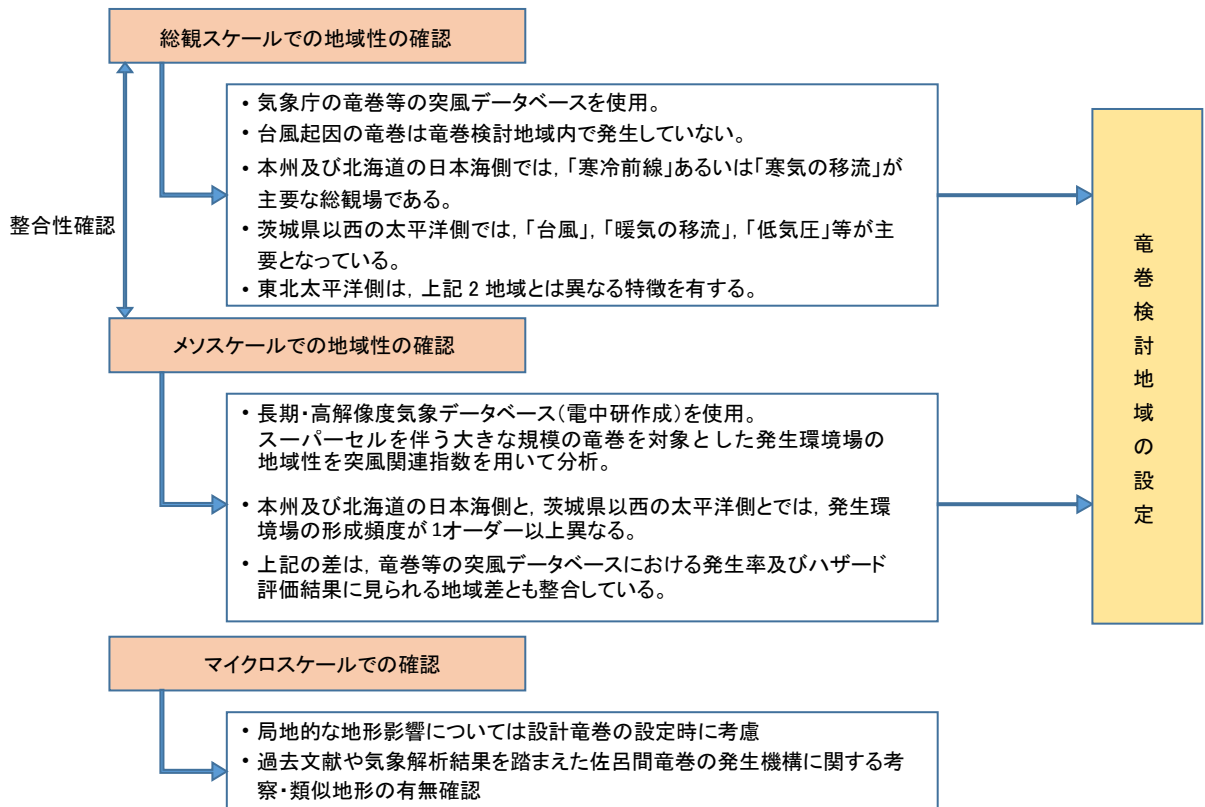 総観スケールでの地域性の確認
・気象庁の竜巻等の突風データベースを使用。
・台風起因の竜巻は竜巻検討地域内で発生していない。
・本州及び北海道の日本海側では，「寒冷前線」あるいは「寒気の移流」が
主要な総観場である。
・茨城県以西の太平洋側では，「台風」，「暖気の移流」，「低気圧」等が主
要となっている。
・東北太平洋側は，上記 2 地域とは異なる特徴を有する。
整合性確認
メソスケールでの地域性の確認
・長期・高解像度気象データベース（電中研作成）を使用。
スーパーセルを伴う大きな規模の竜巻を対象とした発生環境場の
地域性を突風関連指数を用いて分析。
・本州及び北海道の日本海側と，茨城県以西の太平洋側とでは，発生環
境場の形成頻度が 1オーダー以上異なる。
・上記の差は，竜巻等の突風データベースにおける発生率及びハザード
評価結果に見られる地域差とも整合している。
マイクロスケールでの確認
・局地的な地形影響については設計竜巻の設定時に考慮
・過去文献や気象解析結果を踏まえた佐呂間竜巻の発生機構に関する考
察・類似地形の有無確認
竜巻検討地域の設定